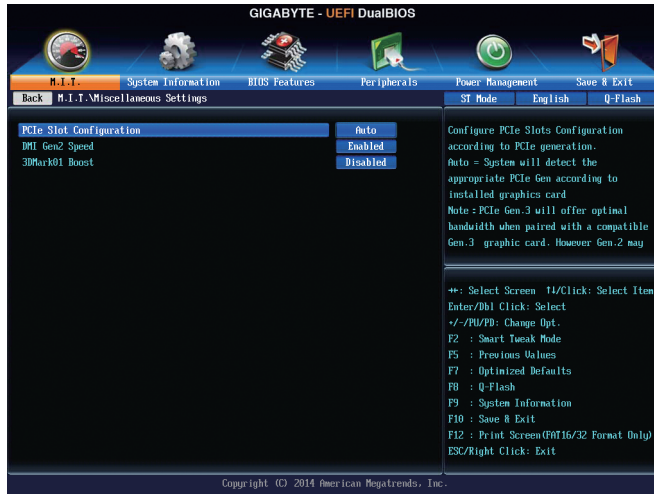 GIGABYTE - UEFI DualBIOS
M.I.T.
System Information
BIOS Features
Peripherals
Power Management
Save & Exit
Back
M.I.T.\Miscellaneous Settings
ST Mode
English
Q-Flash
PCIe Slot Configuration
Auto
DMI Gen2 Speed
Enabled
3DMark01 Boost
Disabled
Configure PCIe Slots Configuration
according to PCIe generation.
Auto = System will detect the
appropriate PCIe Gen according to
installed graphics card
Note : PCIe Gen.3 will offer optimal
bandwidth when paired with a compatible
Gen.3 graphic card. However Gen.2 may
→←: Select Screen ↑↓/Click: Select Item
Enter/Dbl Click: Select
+/-/PU/PD: Change Opt.
F2 : Smart Tweak Mode
F5 : Previous Values
F7 : Optimized Defaults
F8 : Q-Flash
F9 : System Information
F10 : Save & Exit
F12 : Print Screen(FAT16/32 Format Only)
ESC/Right Click: Exit
Copyright (C) 2014 American Megatrends, Inc.